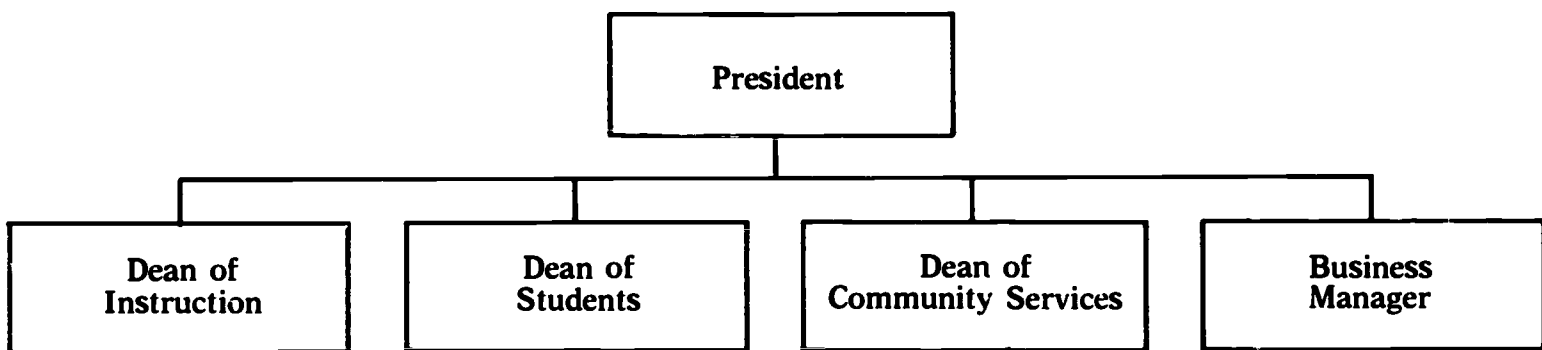 President
Dean of
Instruction
Dean of
Students
Dean of
Community Services
Business
Manager